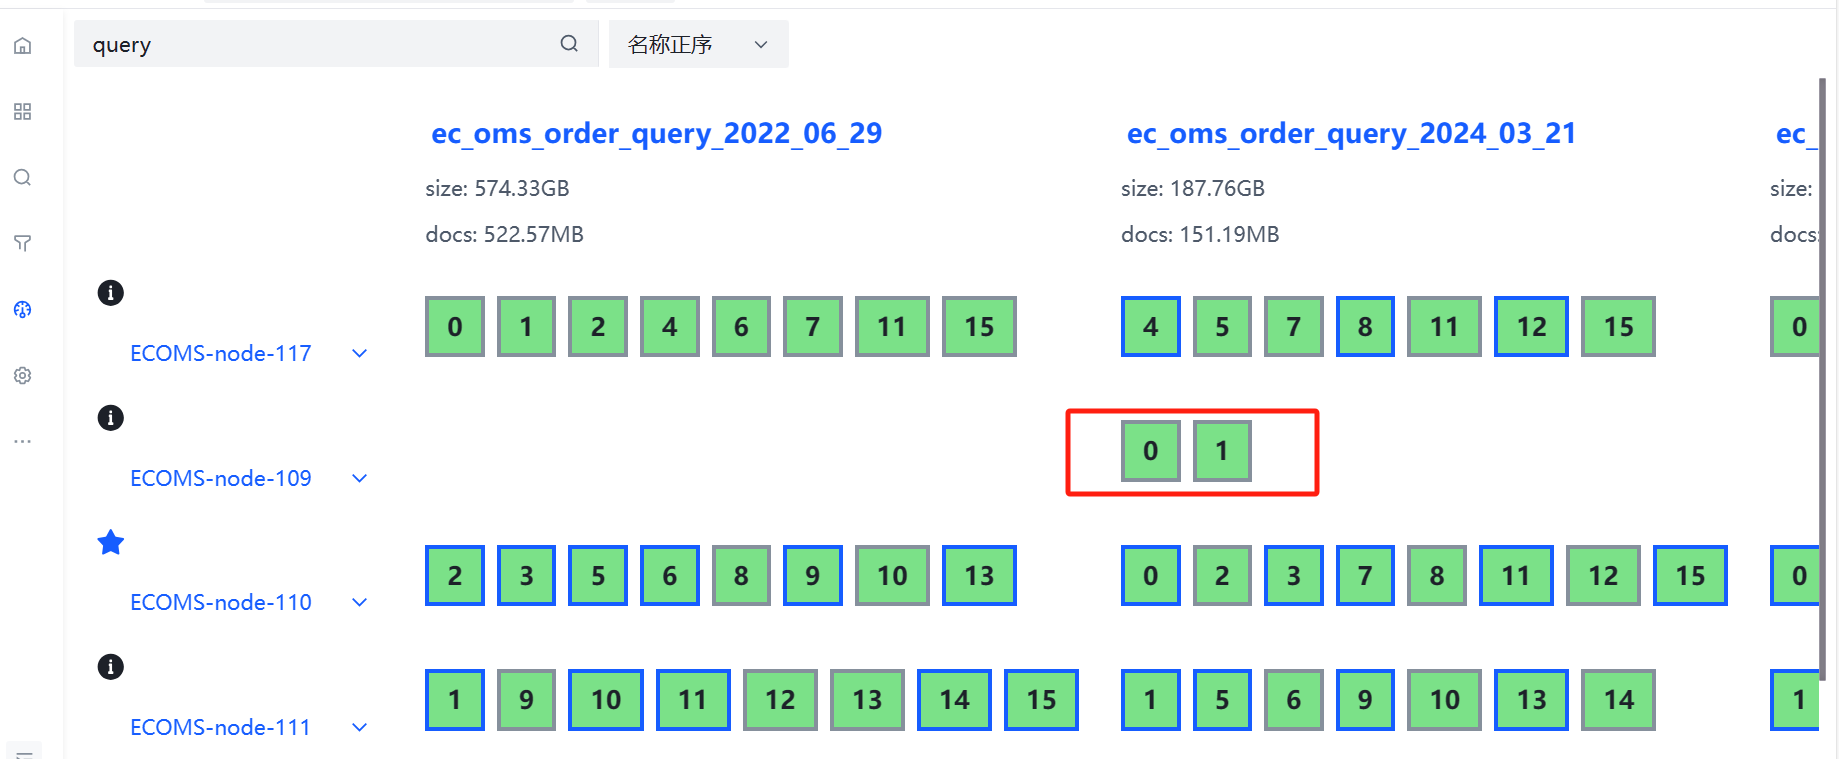 query
名称正序
ec_oms_order_query_2022_06_29 ec_oms_order_query_2024_03_21 ec_
size: 574.33GB size: 187.76GB size:
docs: 522.57MB docs: 151.19MB docs:
0 1 2 4 6 7 11 15 4 5 7 8 11 12 15 0
ECOMS-node-117
0 1
ECOMS-node-109
2 3 5 6 8 9 10 13 0 2 3 7 8 11 12 15 0
ECOMS-node-110
1 9 10 11 12 13 14 15 1 5 6 9 10 13 14 1
ECOMS-node-111